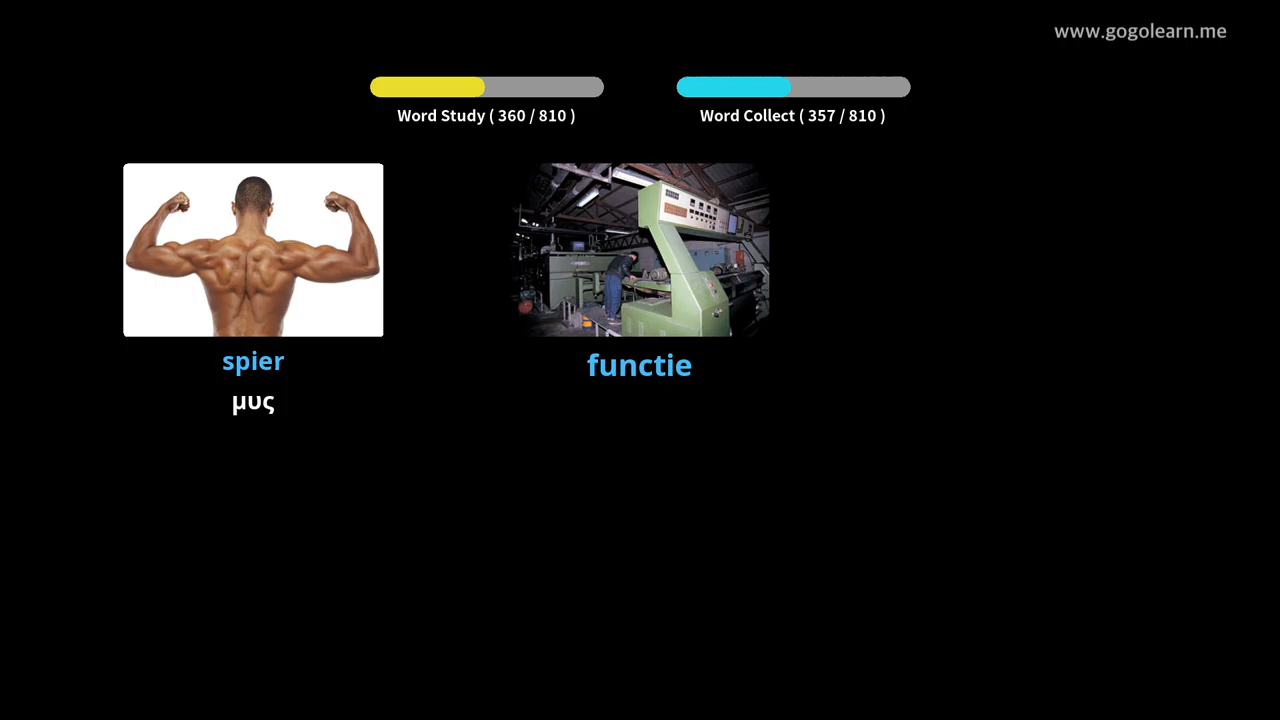 www.gogolearn.me
Word Study ( 360 / 810 )
Word Collect ( 357 / 810 )
spier
μυς
functie